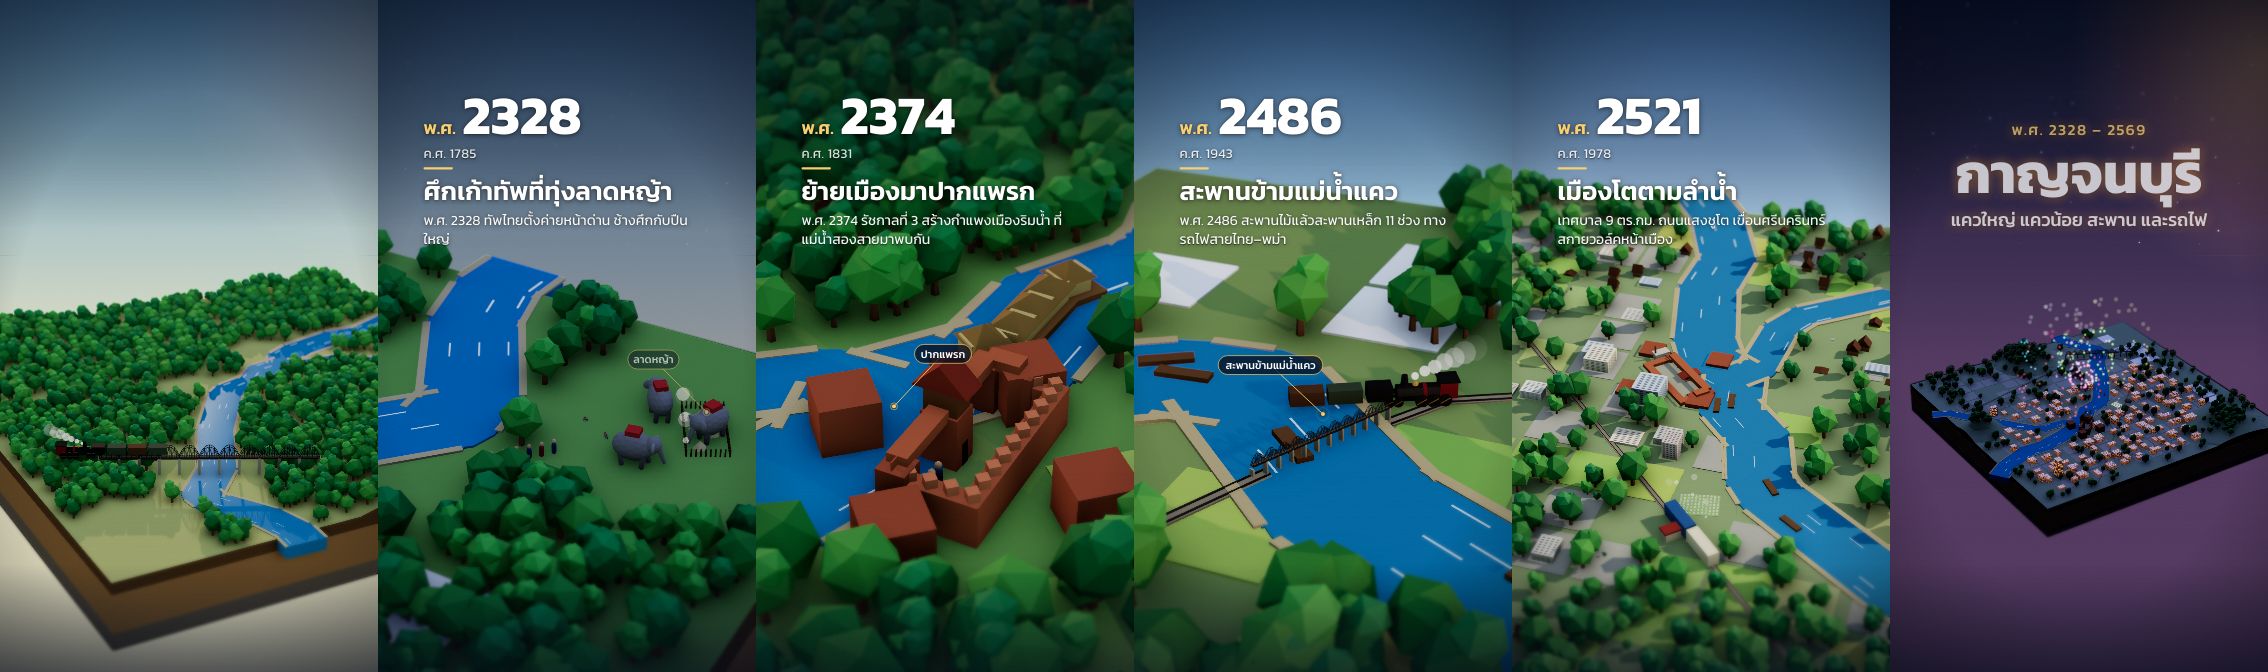 พ.ศ. 2328
ค.ศ. 1785
ศึกเก้าทัพที่ทุ่งลาดหญ้า
พ.ศ. 2328 ทัพไทยตั้งค่ายหน้าด่าน ช้างศึกกับปืน
ใหญ่
ลาดหญ้า
พ.ศ. 2374
ค.ศ. 1831
ย้ายเมืองมาปากแพรก
พ.ศ. 2374 รัชกาลที่ 3 สร้างกำแพงเมืองริมน้ำ ที่
แม่น้ำสองสายมาพบกัน
ปากแพรก
พ.ศ. 2486
ค.ศ. 1943
สะพานข้ามแม่น้ำแคว
พ.ศ. 2486 สะพานไม้แล้วสะพานเหล็ก 11 ช่วง ทาง
รถไฟสายไทย–พม่า
สะพานข้ามแม่น้ำแคว
พ.ศ. 2521
ค.ศ. 1978
เมืองโตตามลำน้ำ
เทศบาล 9 ตร.กม. ถนนแสงชูโต เขื่อนศรีนครินทร์
สกายวอล์คหน้าเมือง
พ.ศ. 2328 – 2569
กาญจนบุรี
แควใหญ่ แควน้อย สะพาน และรถไฟ